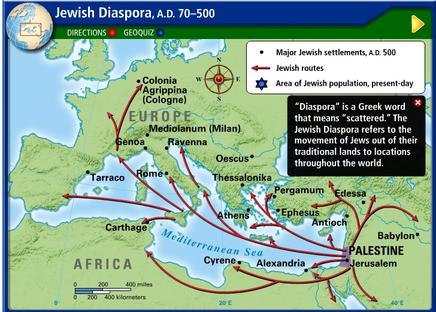 Jewish Diaspora, A.D. 70–500
DIRECTIONS
GEOQUIZ
Major Jewish settlements, A.D. 500
Jewish routes
Area of Jewish population, present-day
"Diaspora" is a Greek word
that means "scattered." The
Jewish Diaspora refers to the
movement of Jews out of their
traditional lands to locations
throughout the world.
N
W
E
S
Colonia
Agrippina
(Cologne)
EUROPE
Mediolanum (Milan)
Genoa
Ravenna
Oescus
Tarraco
Rome
Thessalonika
Pergamum
Edessa
Athens
Ephesus
Antioch
Carthage
Mediterranean Sea
Babylon
PALESTINE
Jerusalem
AFRICA
Cyrene
Alexandria
0 200 400 miles
0 200 400 kilometers
0°
20°E
40°E